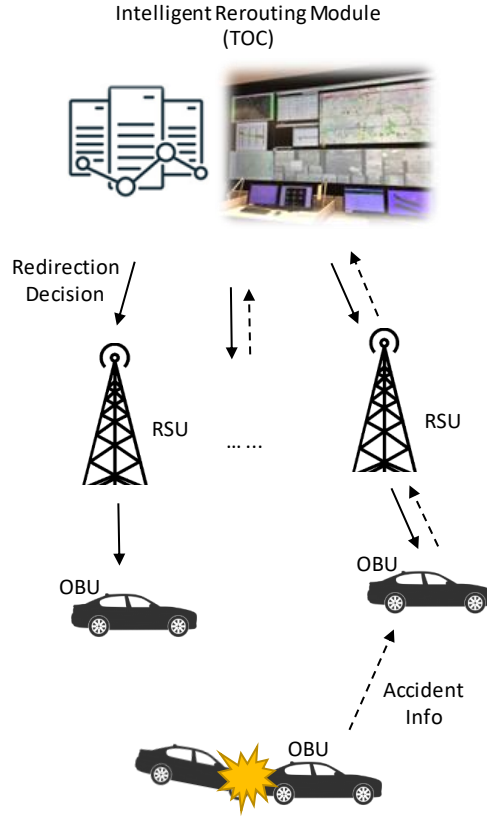 Intelligent Rerouting Module
(TOC)
Redirection
Decision
RSU
... ...
RSU
OBU
OBU
Accident
Info
OBU